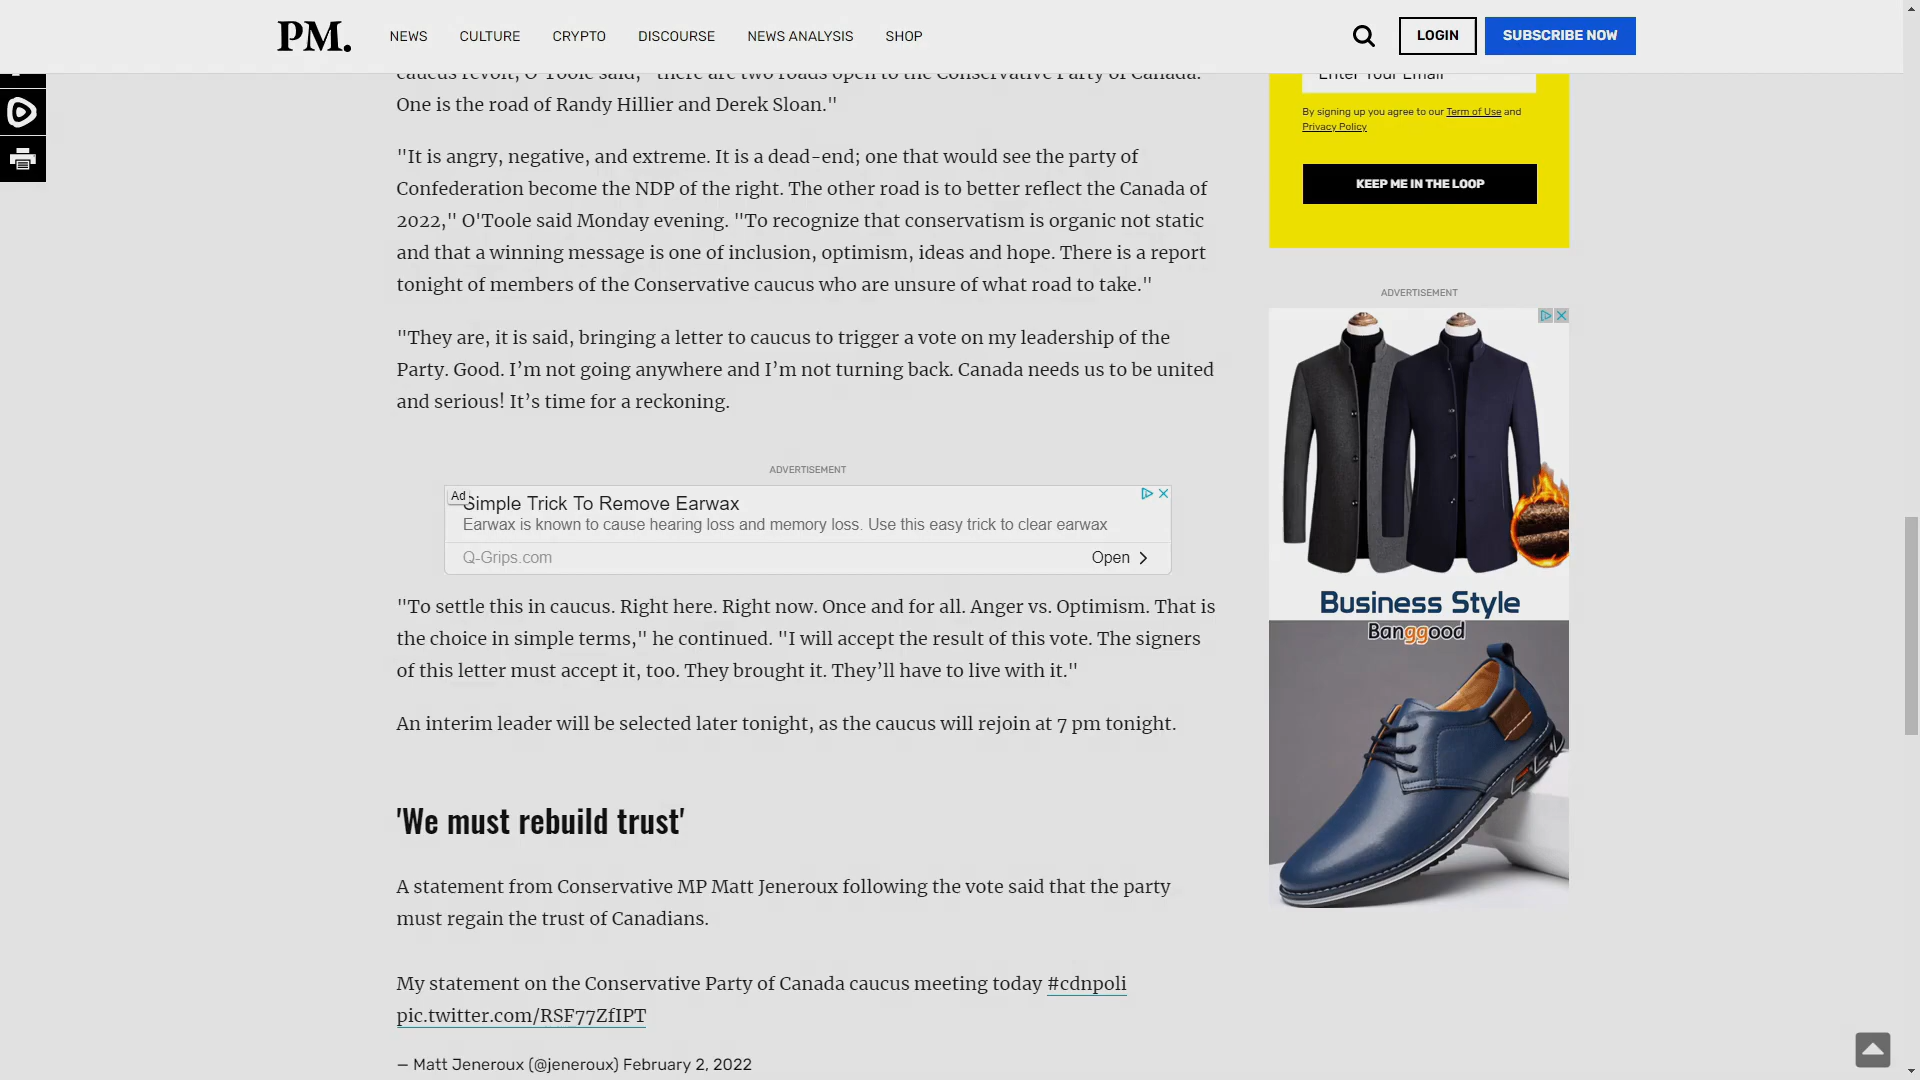 PM.
NEWS
CULTURE
CRYPTO
DISCOURSE
NEWS ANALYSIS
SHOP
LOGIN
SUBSCRIBE NOW
caucus revolt, O'Toole said, "there are two roads open to the Conservative Party of Canada.
One is the road of Randy Hillier and Derek Sloan."
"It is angry, negative, and extreme. It is a dead-end; one that would see the party of
Confederation become the NDP of the right. The other road is to better reflect the Canada of
2022," O'Toole said Monday evening. "To recognize that conservatism is organic not static
and that a winning message is one of inclusion, optimism, ideas and hope. There is a report
tonight of members of the Conservative caucus who are unsure of what road to take."
"They are, it is said, bringing a letter to caucus to trigger a vote on my leadership of the
Party. Good. I’m not going anywhere and I’m not turning back. Canada needs us to be united
and serious! It’s time for a reckoning.
ADVERTISEMENT
Ad
Simple Trick To Remove Earwax
Earwax is known to cause hearing loss and memory loss. Use this easy trick to clear earwax
Q-Grips.com
Open
"To settle this in caucus. Right here. Right now. Once and for all. Anger vs. Optimism. That is
the choice in simple terms," he continued. "I will accept the result of this vote. The signers
of this letter must accept it, too. They brought it. They’ll have to live with it."
An interim leader will be selected later tonight, as the caucus will rejoin at 7 pm tonight.
'We must rebuild trust'
A statement from Conservative MP Matt Jeneroux following the vote said that the party
must regain the trust of Canadians.
My statement on the Conservative Party of Canada caucus meeting today #cdnpoli
pic.twitter.com/RSF77ZfIPT
— Matt Jeneroux (@jeneroux) February 2, 2022
Enter Your Email
By signing up you agree to our Term of Use and
Privacy Policy
KEEP ME IN THE LOOP
ADVERTISEMENT
Business Style
Banggood